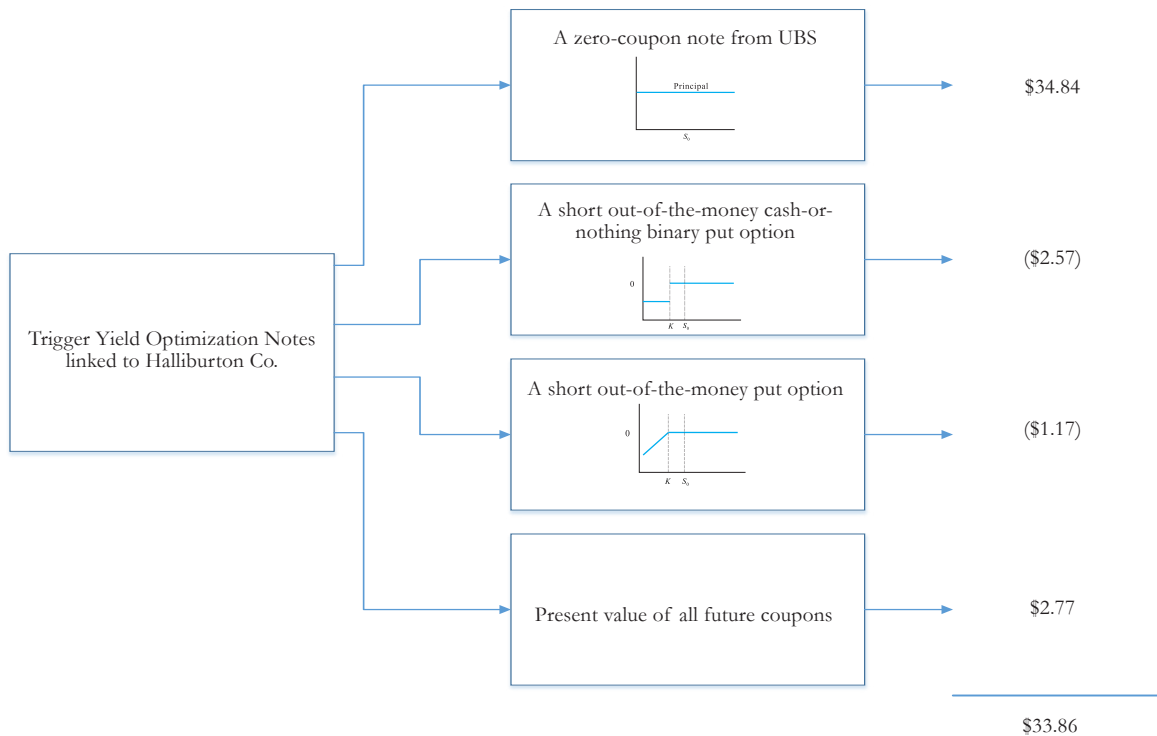 A zero-coupon note from UBS
Principal
S₀
$34.84
A short out-of-the-money cash-or-
nothing binary put option
0
K S₀
($2.57)
Trigger Yield Optimization Notes
linked to Halliburton Co.
A short out-of-the-money put option
0
K S₀
($1.17)
Present value of all future coupons
$2.77
$33.86